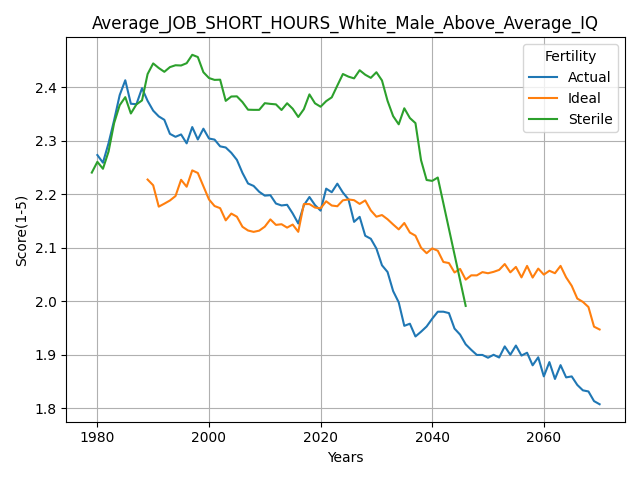 Average_JOB_SHORT_HOURS_White_Male_Above_Average_IQ
Fertility
Actual
Ideal
Sterile
Score(1-5)
2.4
2.3
2.2
2.1
2.0
1.9
1.8
1980
2000
2020
2040
2060
Years